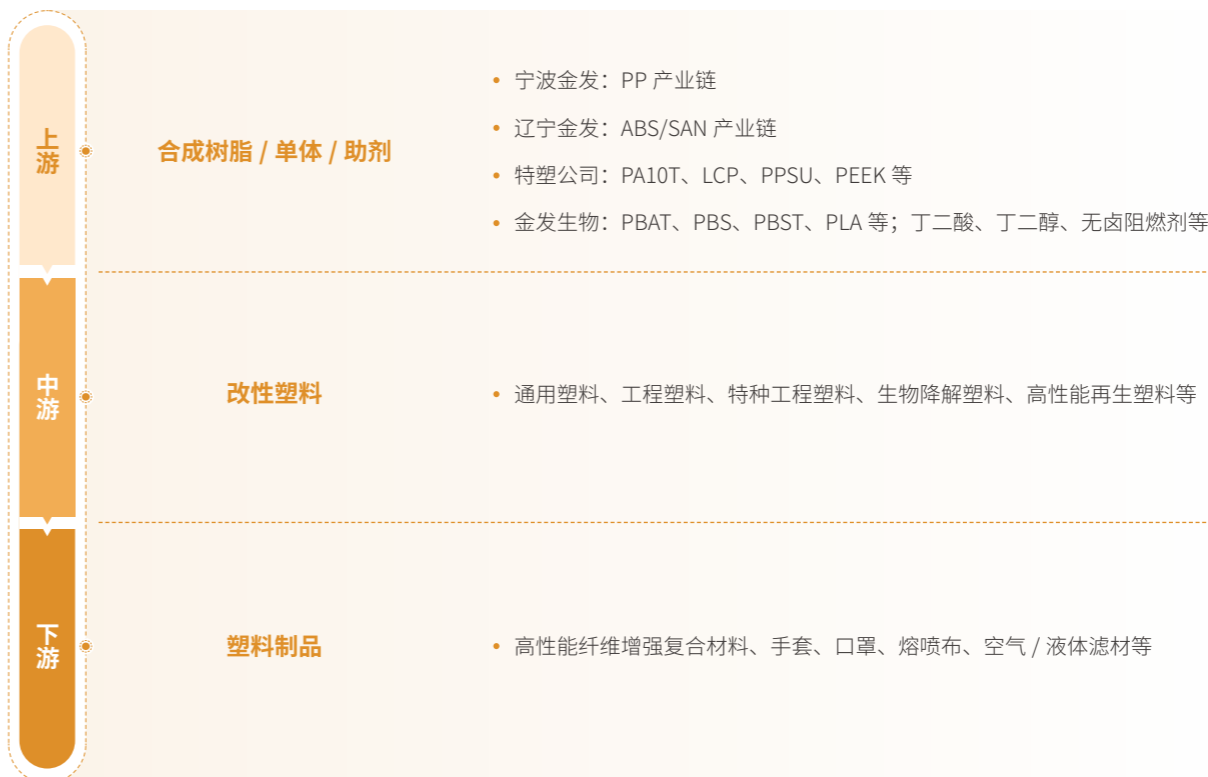 上游
合成树脂 / 单体 / 助剂
• 宁波金发：PP 产业链
• 辽宁金发：ABS/SAN 产业链
• 特塑公司：PA10T、LCP、PPSU、PEEK 等
• 金发生物：PBAT、PBS、PBST、PLA 等；丁二酸、丁二醇、无卤阻燃剂等
中游
改性塑料
• 通用塑料、工程塑料、特种工程塑料、生物降解塑料、高性能再生塑料等
下游
塑料制品
• 高性能纤维增强复合材料、手套、口罩、熔喷布、空气 / 液体滤材等